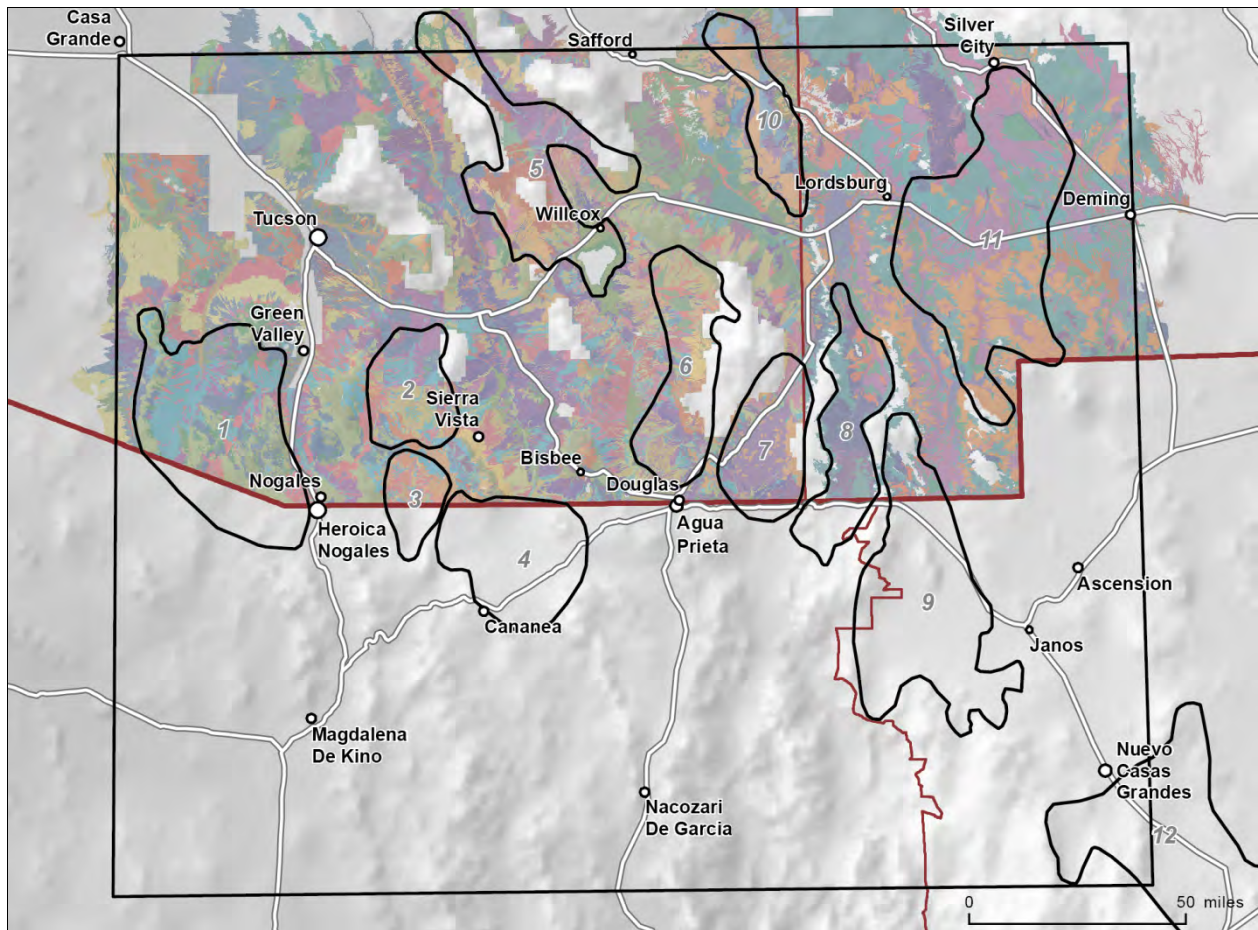 Casa
Grande
Safford
Silver
City
10
5
Lordsburg
Willcox
Deming
Tucson
11
Green
Valley
6
2
Sierra
Vista
1
7
8
Bisbee
Nogales
3
Douglas
Heroica
Nogales
Agua
Prieta
4
Ascension
9
Cananea
Janos
Magdalena
De Kino
Nuevo
Casas
Grandes
Nacozari
De Garcia
12
0 50 miles